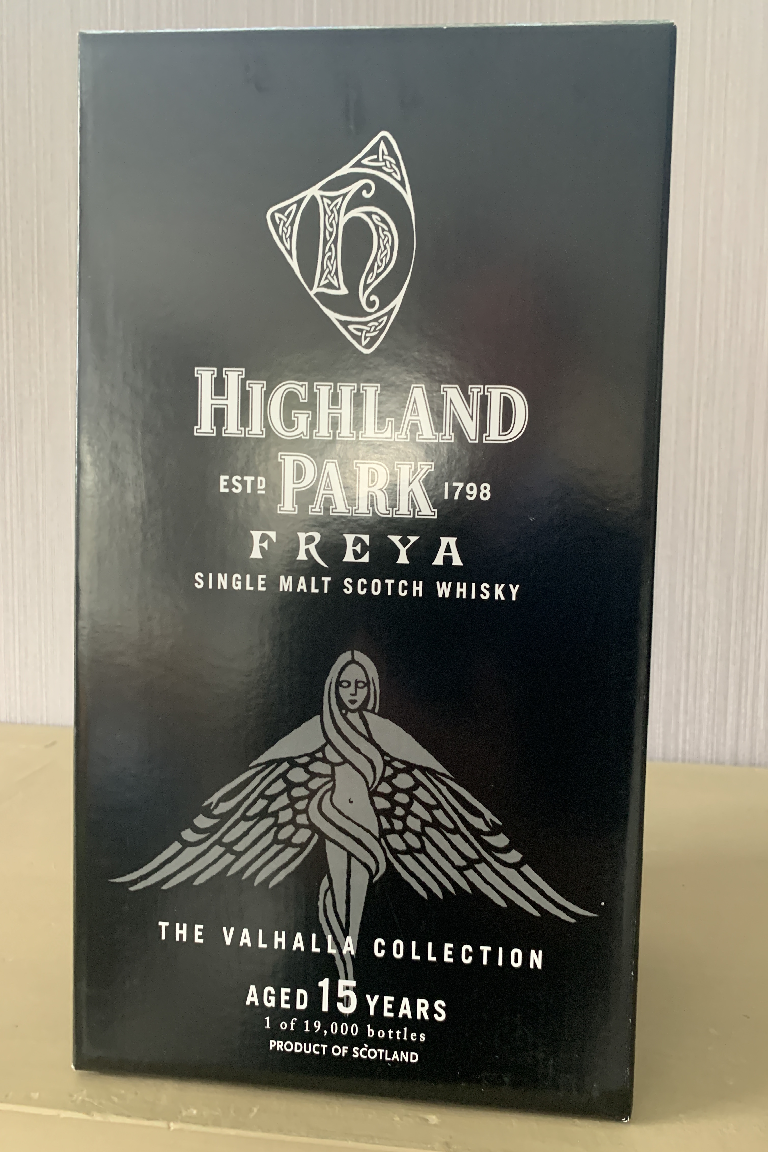 h
HIGHLAND
ESTD PARK 1798
FREYA
SINGLE MALT SCOTCH WHISKY
THE VALHALLA COLLECTION
AGED 15 YEARS
1 of 19,000 bottles
PRODUCT OF SCOTLAND